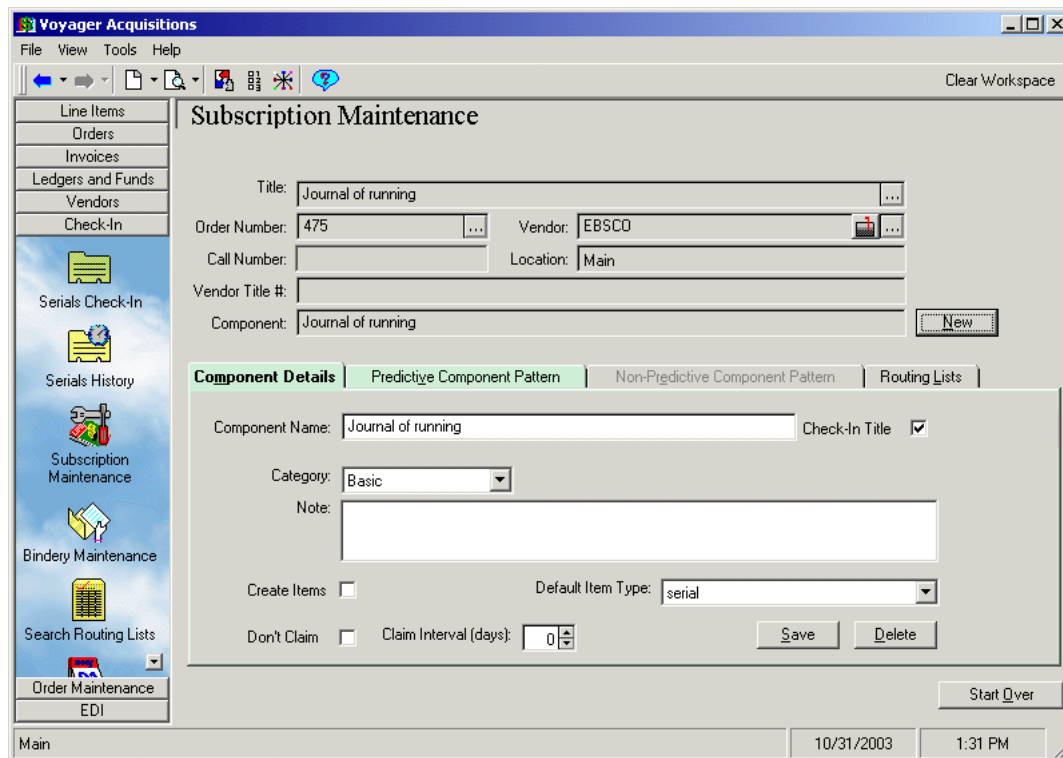 Voyager Acquisitions
File View Tools Help
Clear Workspace
Line Items
Orders
Invoices
Ledgers and Funds
Vendors
Check-In
Serials Check-In
Serials History
Subscription
Maintenance
Bindery Maintenance
Search Routing Lists
Order Maintenance
EDI
Subscription Maintenance
Title: Journal of running ...
Order Number: 475 ... Vendor: EBSCO ...
Call Number: Location: Main
Vendor Title #:
Component: Journal of running New
Component Details Predictive Component Pattern Non-Predictive Component Pattern Routing Lists
Component Name: Journal of running Check-In Title
Category: Basic
Note:
Create Items Default Item Type: serial
Don't Claim Claim Interval (days): 0 Save Delete
Start Over
Main 10/31/2003 1:31 PM